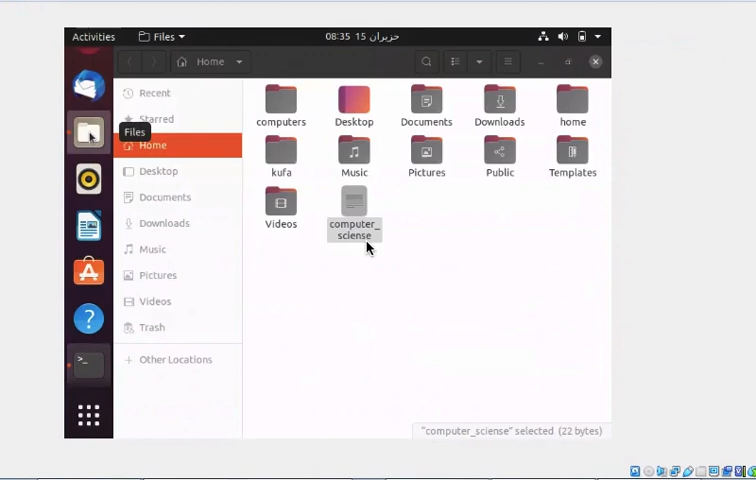 Activities Files 08:35 15 حزيران
Home
Recent
Starred
Files
Home
Desktop
Documents
Downloads
Music
Pictures
Videos
Trash
+ Other Locations
computers Desktop Documents Downloads home
kufa Music Pictures Public Templates
Videos computer_
sciense
"computer_sciense" selected (22 bytes)